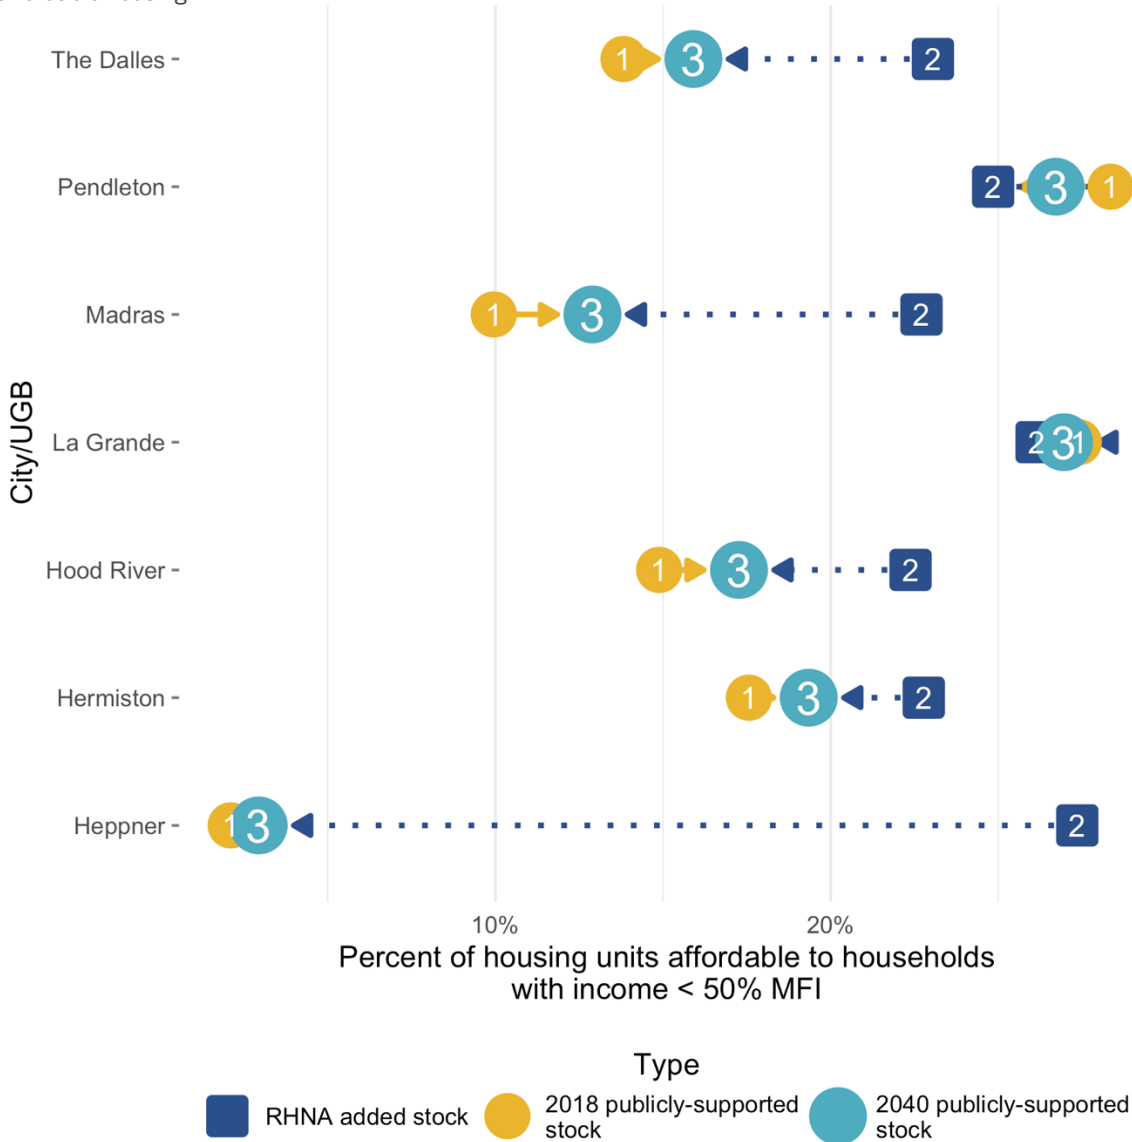 The Dalles
1 3 2
Pendleton
2 3 1
Madras
1 3 2
City/UGB
La Grande
2 3 1
Hood River
1 3 2
Hermiston
1 3 2
Heppner
1 3 2
10% 20%
Percent of housing units affordable to households
with income < 50% MFI
Type
RHNA added stock
2018 publicly-supported
stock
2040 publicly-supported
stock